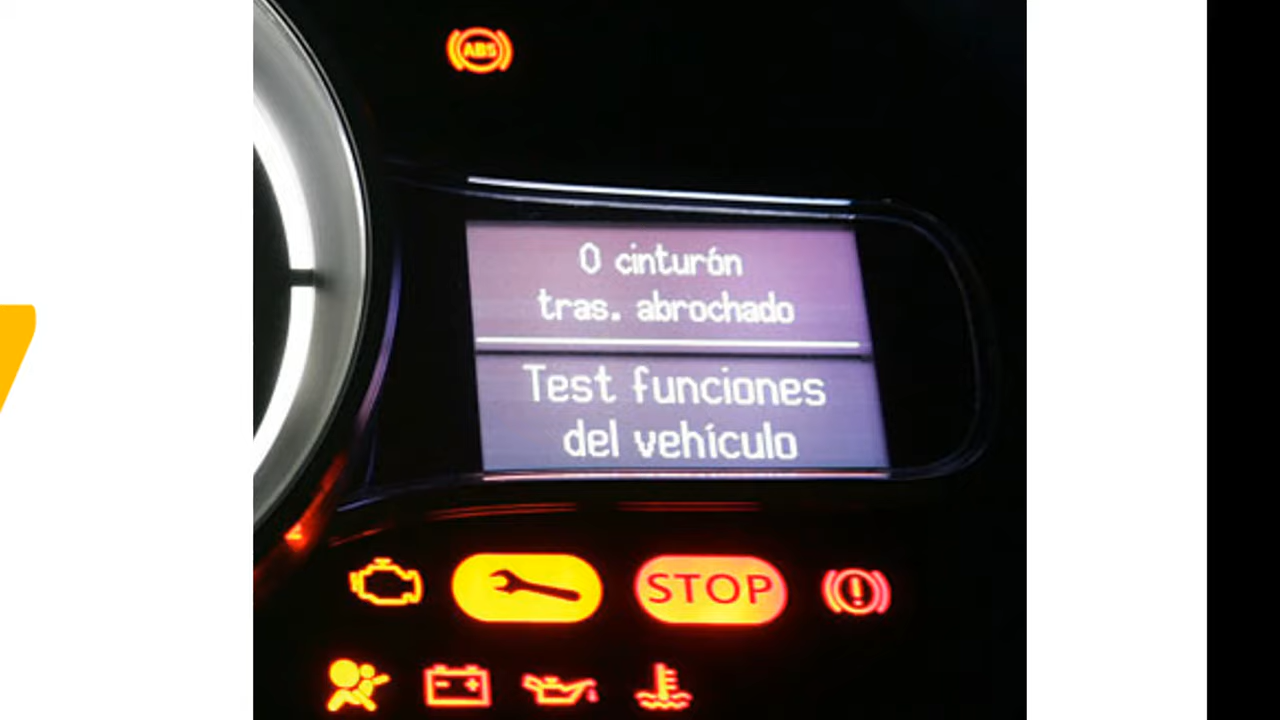 ABS
0 cinturón
tras. abrochado
Test funciones
del vehículo
STOP